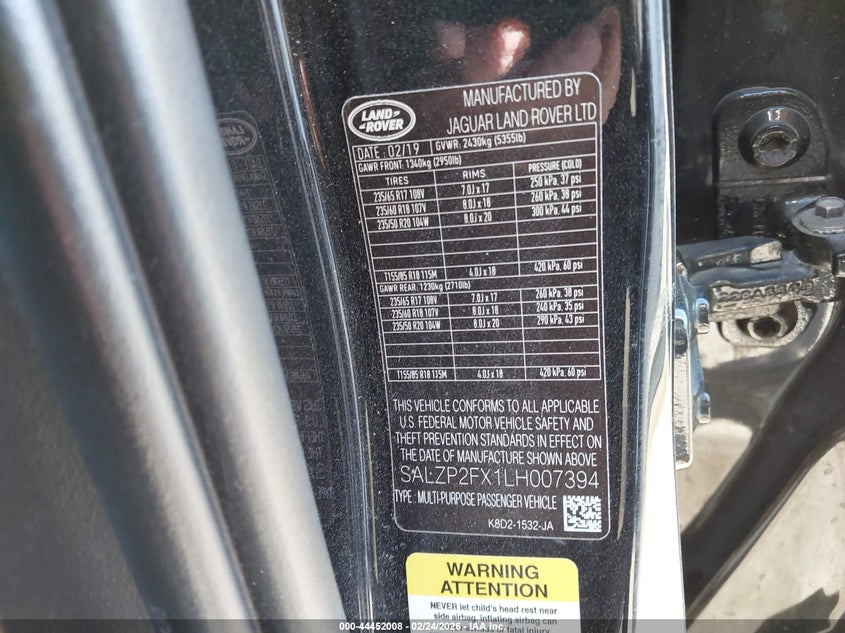 LAND ROVER
MANUFACTURED BY
JAGUAR LAND ROVER LTD
DATE: 02/19 GVWR: 2430kg (5355lb)
GAWR FRONT: 1340kg (2950lb)
TIRES RIMS PRESSURE (COLD)
235/65 R17 108V 7.0J x 17 250 kPa, 37 psi
235/60 R18 107V 8.0J x 18 260 kPa, 38 psi
235/50 R20 104W 8.0J x 20 300 kPa, 44 psi
T155/85 R18 115M 4.0J x 18 420 kPa, 60 psi
GAWR REAR: 1230kg (2710lb)
235/65 R17 108V 7.0J x 17 260 kPa, 38 psi
235/60 R18 107V 8.0J x 18 240 kPa, 35 psi
235/50 R20 104W 8.0J x 20 290 kPa, 43 psi
T155/85 R18 115M 4.0J x 18 420 kPa, 60 psi
THIS VEHICLE CONFORMS TO ALL APPLICABLE
U.S. FEDERAL MOTOR VEHICLE SAFETY AND
THEFT PREVENTION STANDARDS IN EFFECT ON
THE DATE OF MANUFACTURE SHOWN ABOVE
SALZP2FX1LH007394
TYPE: MULTI-PURPOSE PASSENGER VEHICLE
K8D2-1532-JA
WARNING
ATTENTION
NEVER let child's head rest near
side airbag, inflating airbag can
or fatal injury
000-44452008 - 02/24/2026 - IAA Inc.